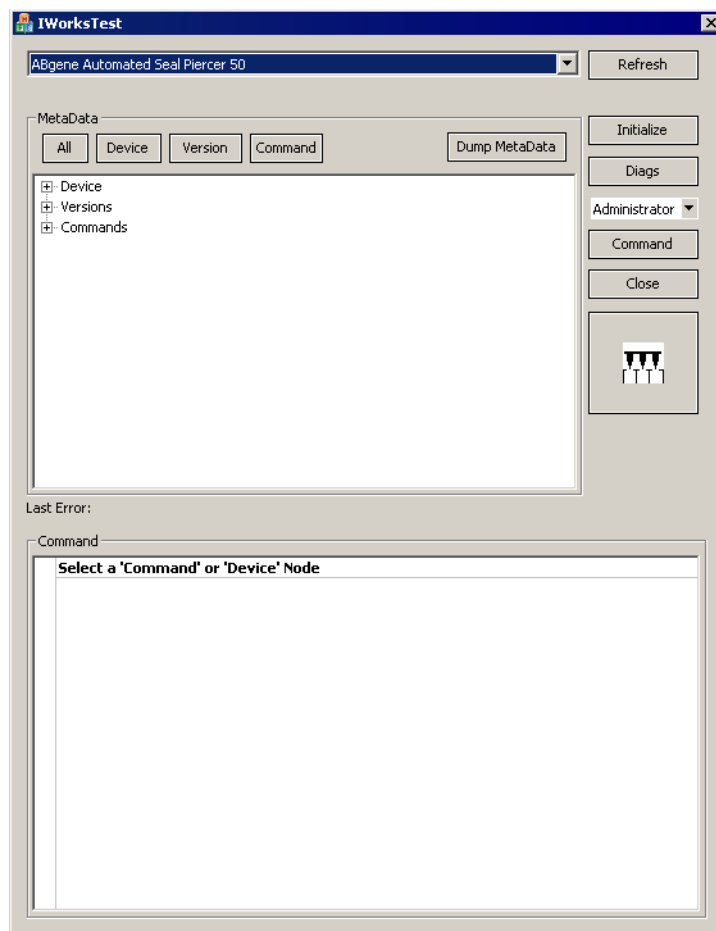 IWorksTest
ABgene Automated Seal Piercer 50
Refresh
MetaData
All Device Version Command Dump MetaData
Initialize
Diags
Administrator
Command
Close
Device
Versions
Commands
Last Error:
Command
Select a 'Command' or 'Device' Node